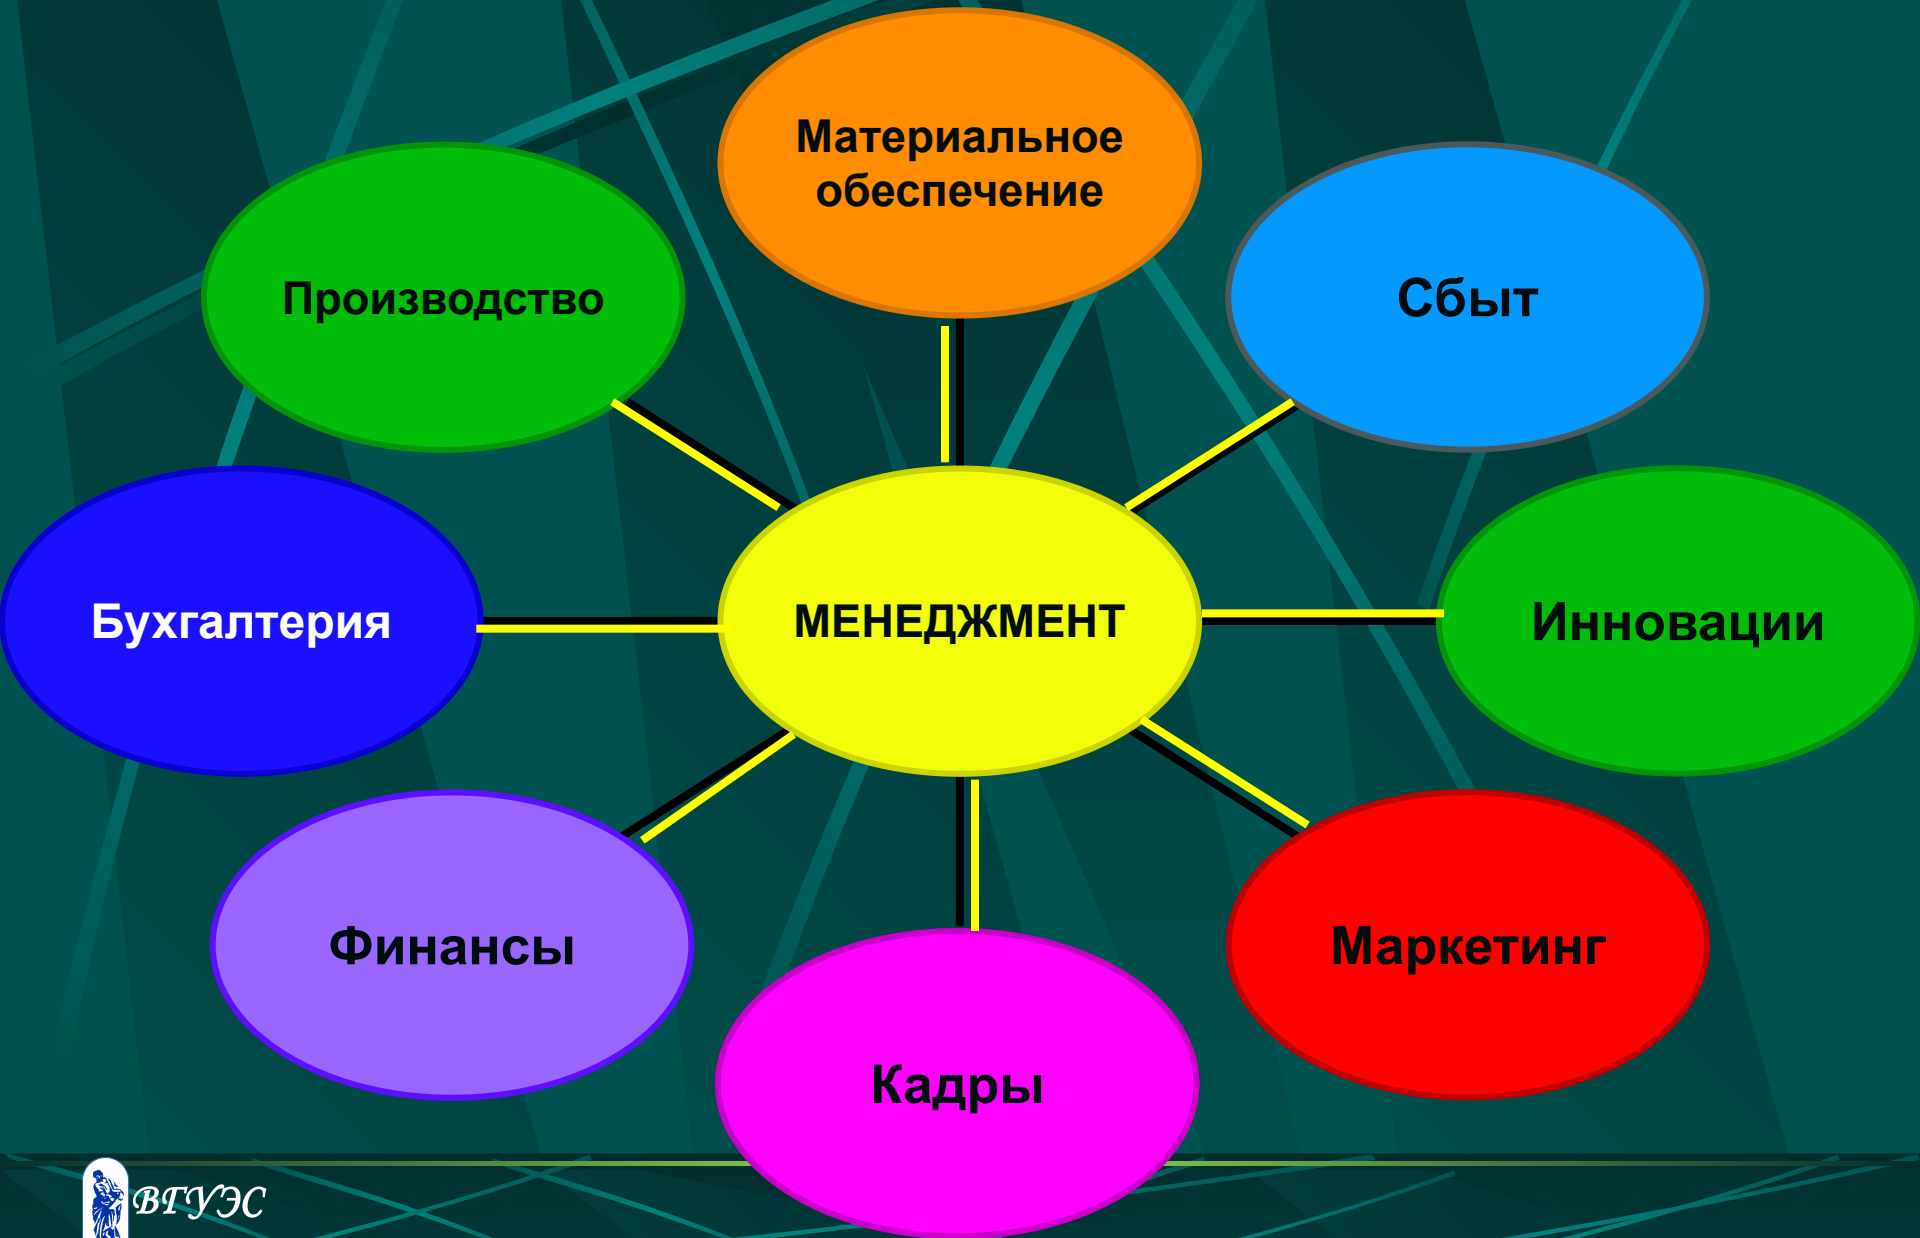 Материальное
обеспечение
Производство
Сбыт
Бухгалтерия
МЕНЕДЖМЕНТ
Инновации
Финансы
Маркетинг
Кадры
ВГУЭС